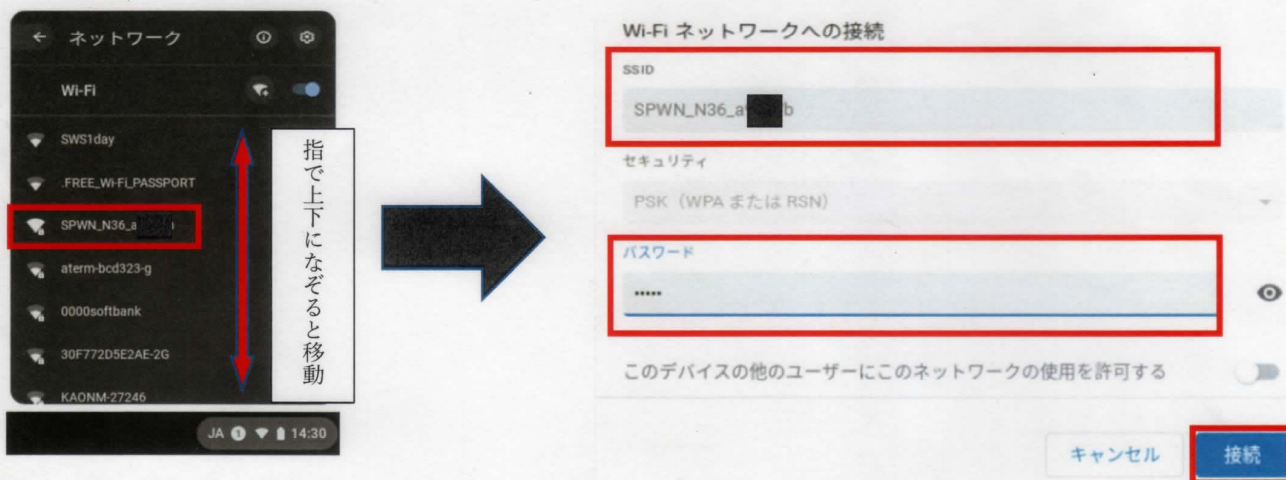 ネットワーク
Wi-Fi
SWS1day
.FREE_Wi-Fi_PASSPORT
SPWN_N36_a
aterm-bcd323-g
0000softbank
30F772D5E2AE-2G
KAONM-27246
指で上下になぞると移動
JA 1 14:30
Wi-Fi ネットワークへの接続
SSID
SPWN_N36_a b
セキュリティ
PSK（WPA または RSN）
パスワード
•••••
このデバイスの他のユーザーにこのネットワークの使用を許可する
キャンセル 接続